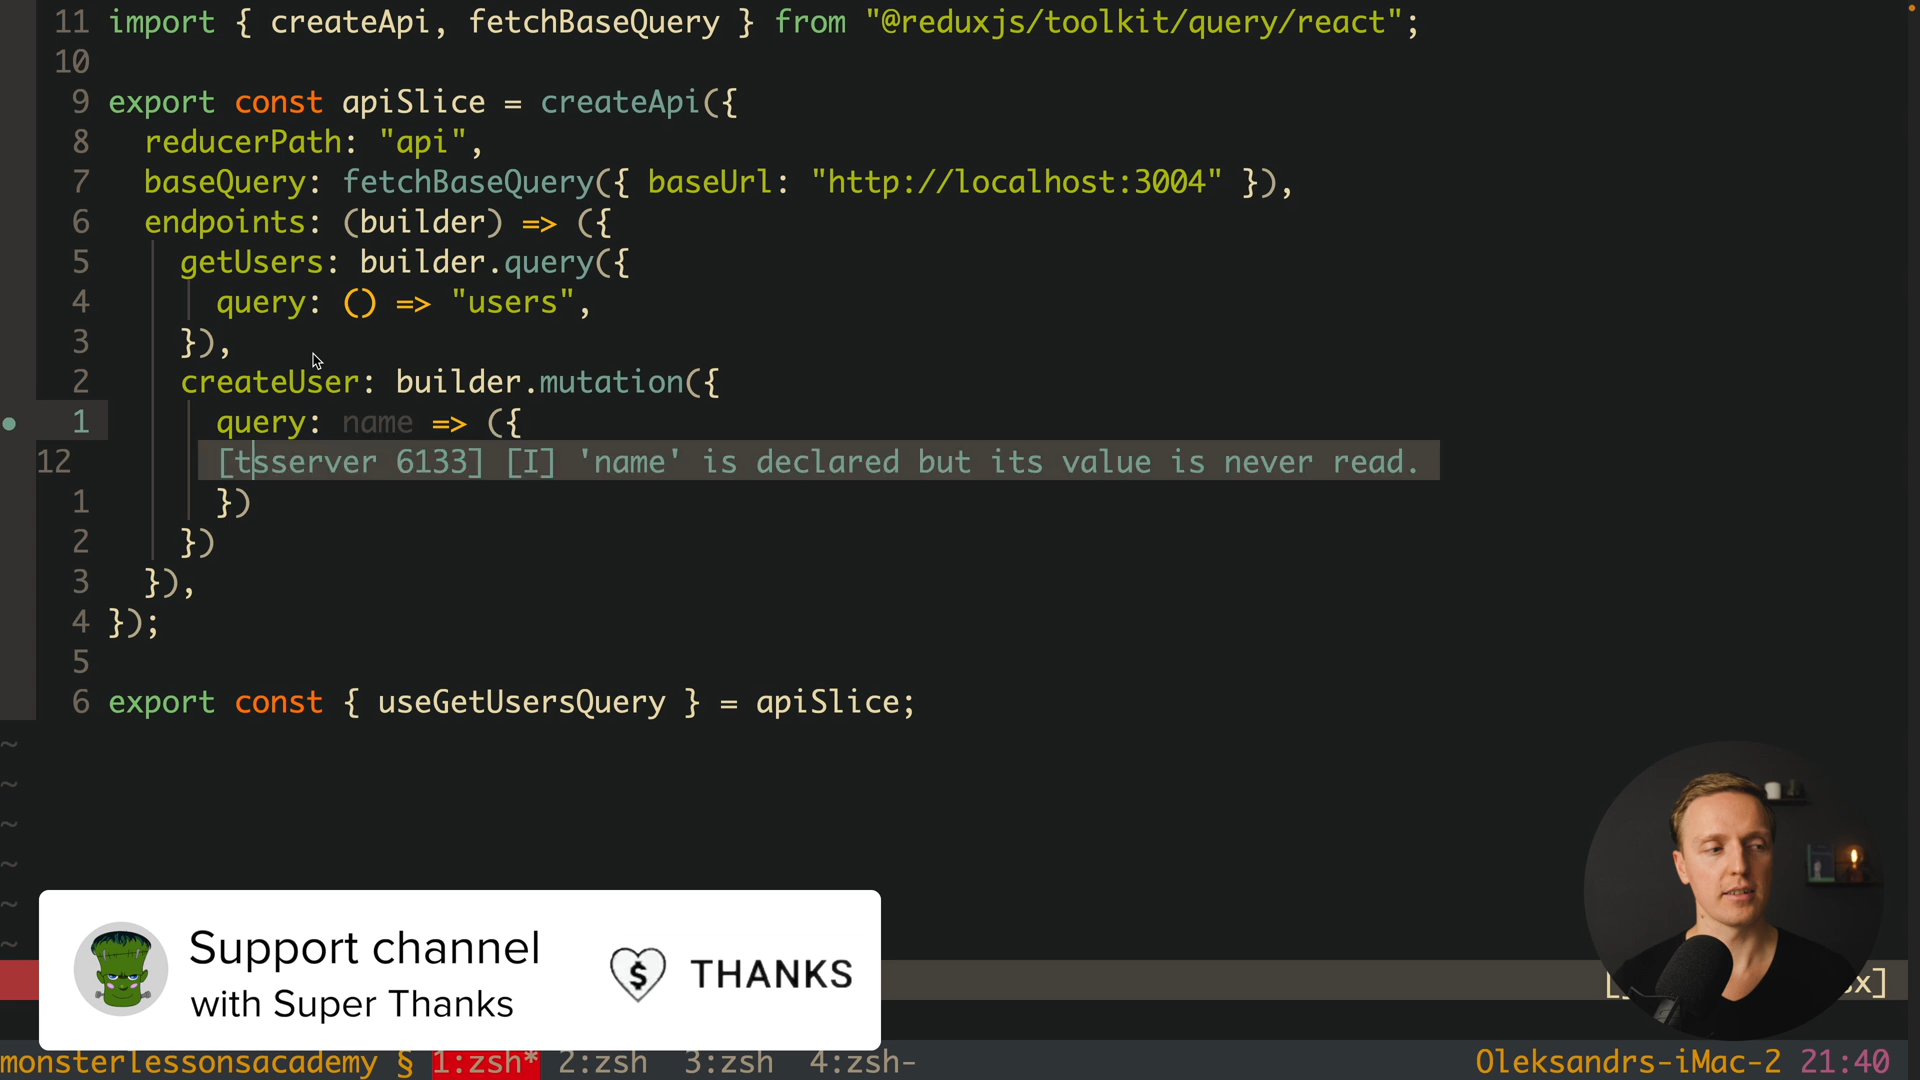 11 import { createApi, fetchBaseQuery } from "@reduxjs/toolkit/query/react";
10
9 export const apiSlice = createApi({
8   reducerPath: "api",
7   baseQuery: fetchBaseQuery({ baseUrl: "http://localhost:3004" }),
6   endpoints: (builder) => ({
5     getUsers: builder.query({
4       query: () => "users",
3     }),
2     createUser: builder.mutation({
1       query: name => ({
12       [tsserver 6133] [I] 'name' is declared but its value is never read.
1       })
2     })
3   }),
4 });
5
6 export const { useGetUsersQuery } = apiSlice;
~
~
~
~
~
~
Support channel
with Super Thanks
THANKS
monsterlessonsacademy § 1:zsh* 2:zsh 3:zsh 4:zsh- Oleksandrs-iMac-2 21:40